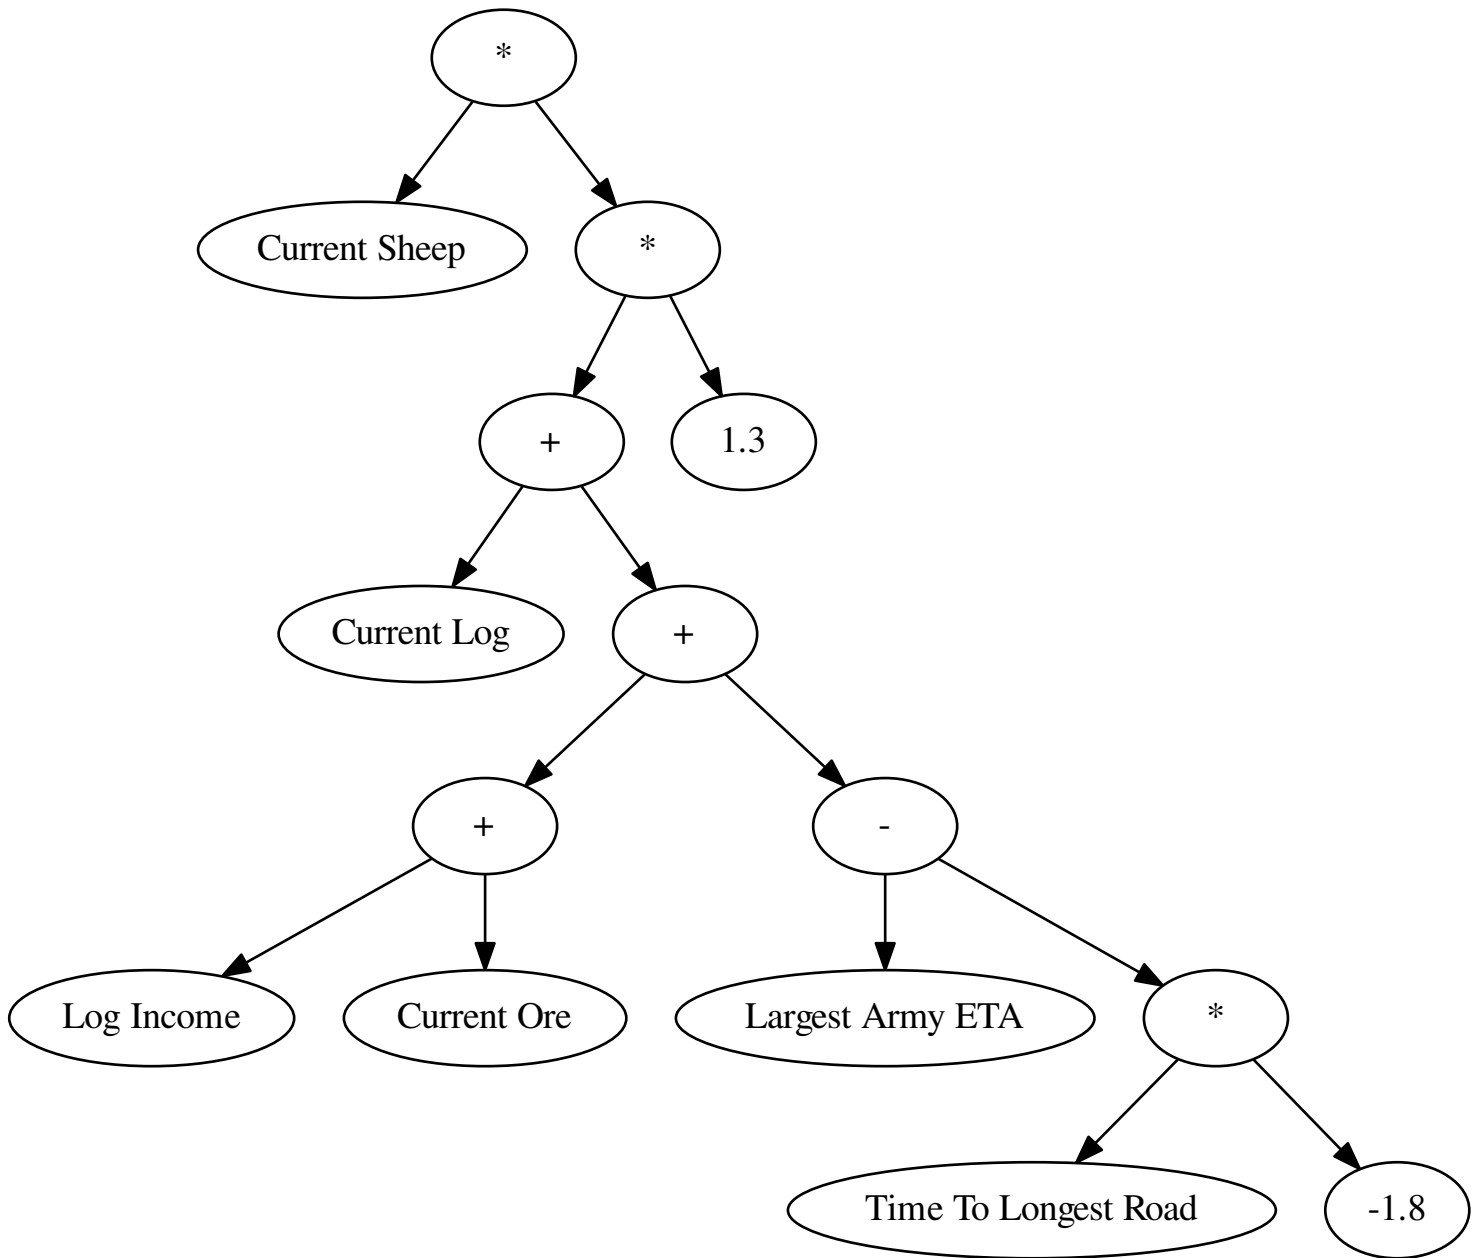 *
Current Sheep
*
+
1.3
Current Log
+
+
-
Log Income
Current Ore
Largest Army ETA
*
Time To Longest Road
-1.8